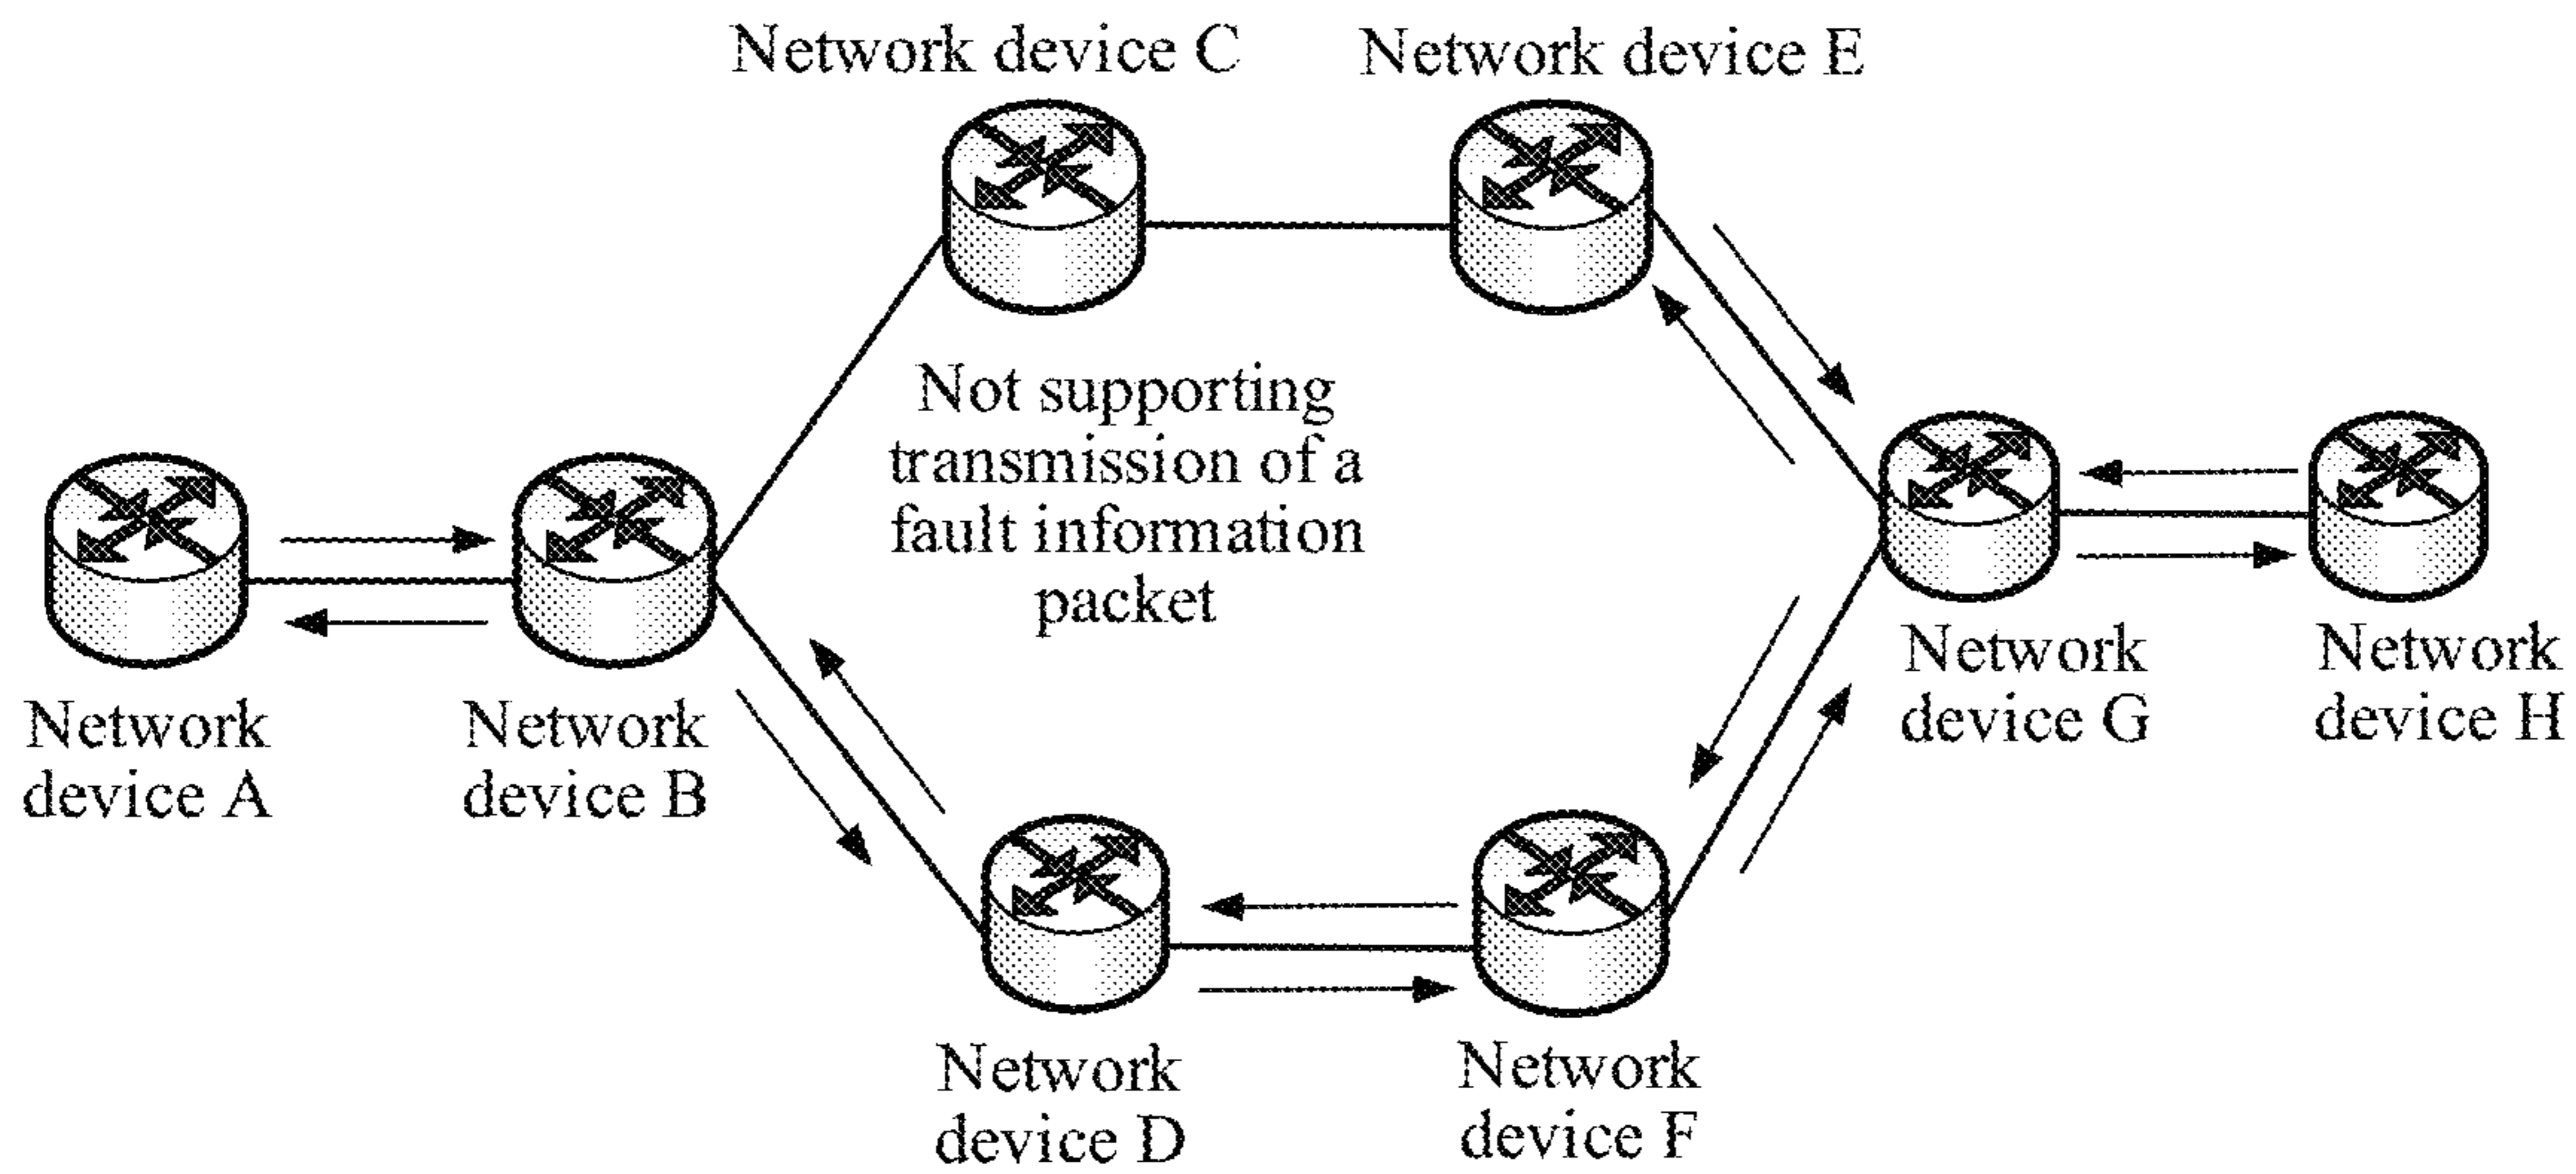 Network device C
Network device E
Not supporting
transmission of a
fault information
packet
Network
device A
Network
device B
Network
device G
Network
device H
Network
device D
Network
device F